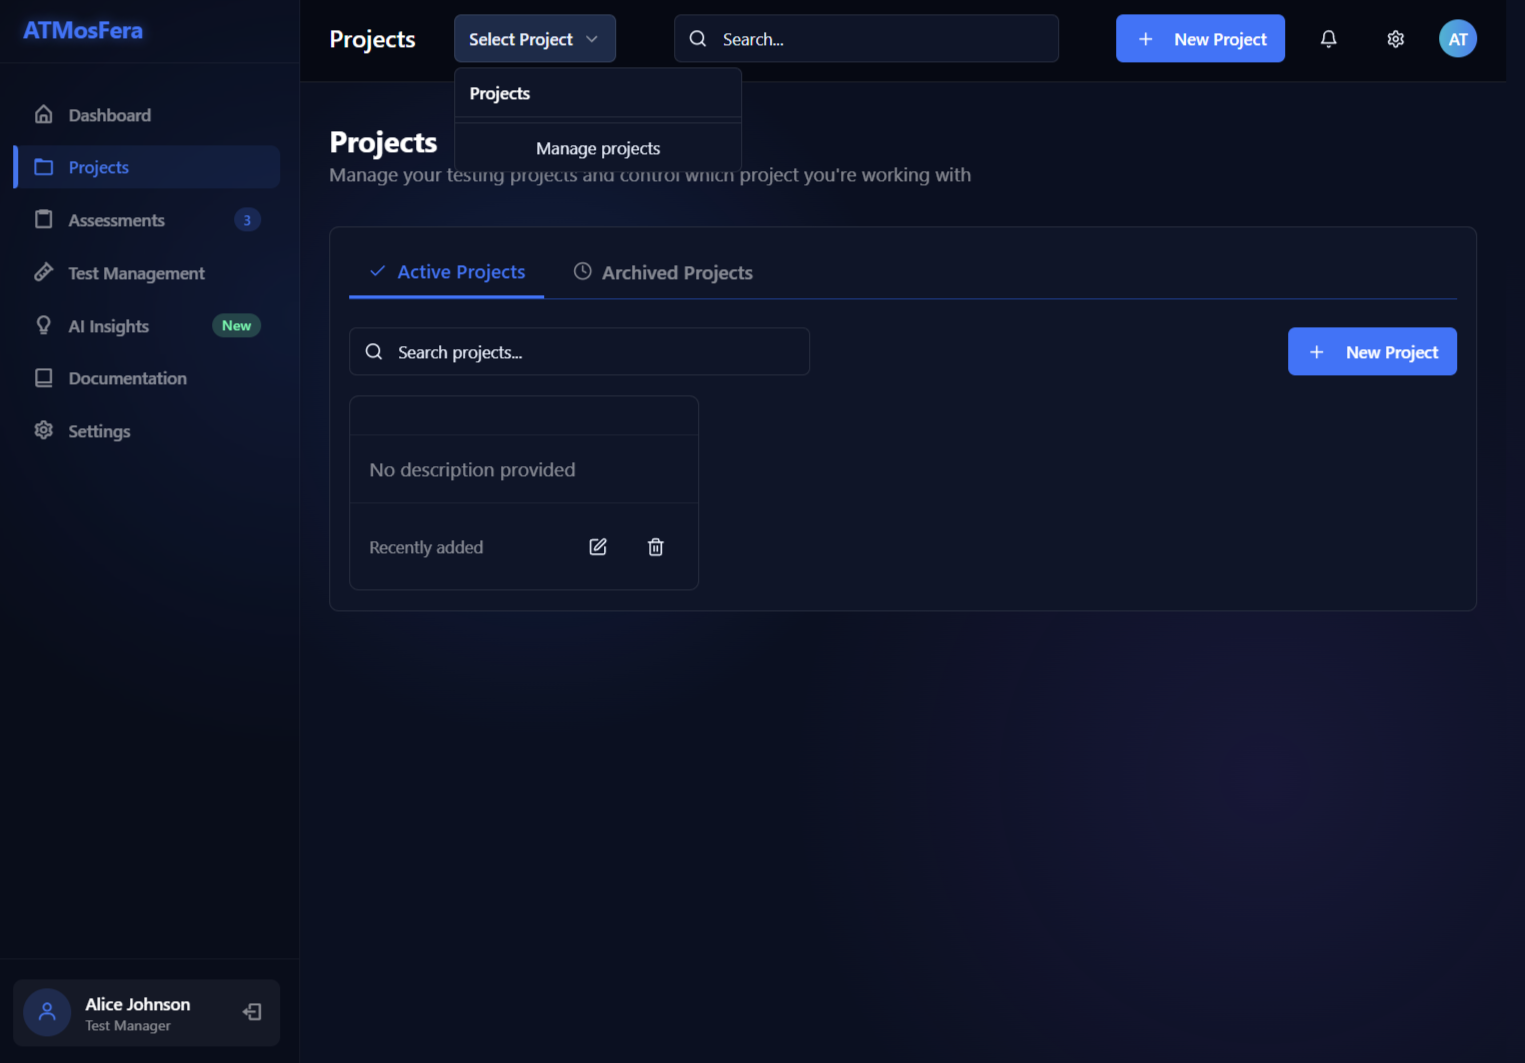 ATMosFera
Projects
Select Project
Search...
New Project
AT
Projects
Manage projects
Dashboard
Projects
Assessments
3
Test Management
AI Insights
New
Documentation
Settings
Projects
Manage your testing projects and control which project you're working with
Active Projects
Archived Projects
Search projects...
New Project
No description provided
Recently added
Alice Johnson
Test Manager